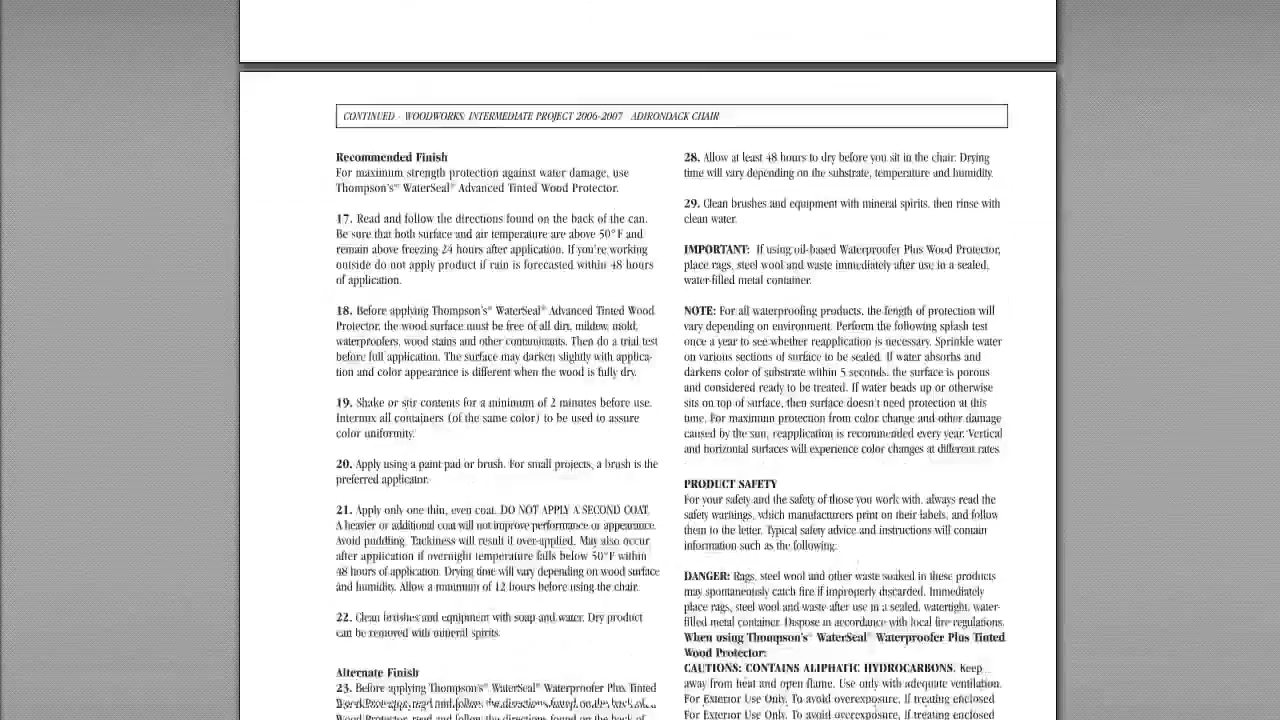 CONTINUED - WOODWORKS: INTERMEDIATE PROJECT 2006-2007 ADIRONDACK CHAIR
Recommended Finish
For maximum strength protection against water damage, use
Thompson's® WaterSeal® Advanced Tinted Wood Protector.
17. Read and follow the directions found on the back of the can.
Be sure that both surface and air temperature are above 50°F and
remain above freezing 24 hours after application. If you're working
outside do not apply product if rain is forecasted within 48 hours
of application.
18. Before applying Thompson's® WaterSeal® Advanced Tinted Wood
Protector, the wood surface must be free of all dirt, mildew, mold,
waterproofers, wood stains and other contaminants. Then do a trial test
before full application. The surface may darken slightly with applica-
tion and color appearance is different when the wood is fully dry.
19. Shake or stir contents for a minimum of 2 minutes before use.
Intermix all containers (of the same color) to be used to assure
color uniformity.
20. Apply using a paint pad or brush. For small projects, a brush is the
preferred applicator.
21. Apply only one thin, even coat. DO NOT APPLY A SECOND COAT.
A heavier or additional coat will not improve performance or appearance.
Avoid puddling. Tackiness will result if over-applied. May also occur
after application if overnight temperature falls below 50°F within
48 hours of application. Drying time will vary depending on wood surface
and humidity. Allow a minimum of 12 hours before using the chair.
22. Clean brushes and equipment with soap and water. Dry product
can be removed with mineral spirits.
Alternate Finish
23. Before applying Thompson's® WaterSeal® Waterproofer Plus Tinted
Wood Protector, read and follow the directions found on the back of
28. Allow at least 48 hours to dry before you sit in the chair. Drying
time will vary depending on the substrate, temperature and humidity.
29. Clean brushes and equipment with mineral spirits, then rinse with
clean water.
IMPORTANT: If using oil-based Waterproofer Plus Wood Protector,
place rags, steel wool and waste immediately after use in a sealed,
water-filled metal container.
NOTE: For all waterproofing products, the length of protection will
vary depending on environment. Perform the following splash test
once a year to see whether reapplication is necessary. Sprinkle water
on various sections of surface to be sealed. If water absorbs and
darkens color of substrate within 5 seconds, the surface is porous
and considered ready to be treated. If water beads up or otherwise
sits on top of surface, then surface doesn't need protection at this
time. For maximum protection from color change and other damage
caused by the sun, reapplication is recommended every year. Vertical
and horizontal surfaces will experience color changes at different rates
PRODUCT SAFETY
For your safety and the safety of those you work with, always read the
safety warnings, which manufacturers print on their labels, and follow
them to the letter. Typical safety advice and instructions will contain
information such as the following:
DANGER: Rags, steel wool and other waste soaked in these products
may spontaneously catch fire if improperly discarded. Immediately
place rags, steel wool and waste after use in a sealed, watertight, water-
filled metal container. Dispose in accordance with local fire regulations.
When using Thompson's® WaterSeal® Waterproofer Plus Tinted
Wood Protector:
CAUTIONS: CONTAINS ALIPHATIC HYDROCARBONS. Keep
away from heat and open flame. Use only with adequate ventilation.
For Exterior Use Only. To avoid overexposure, If treating enclosed
For Exterior Use Only. To avoid overexposure, If treating enclosed